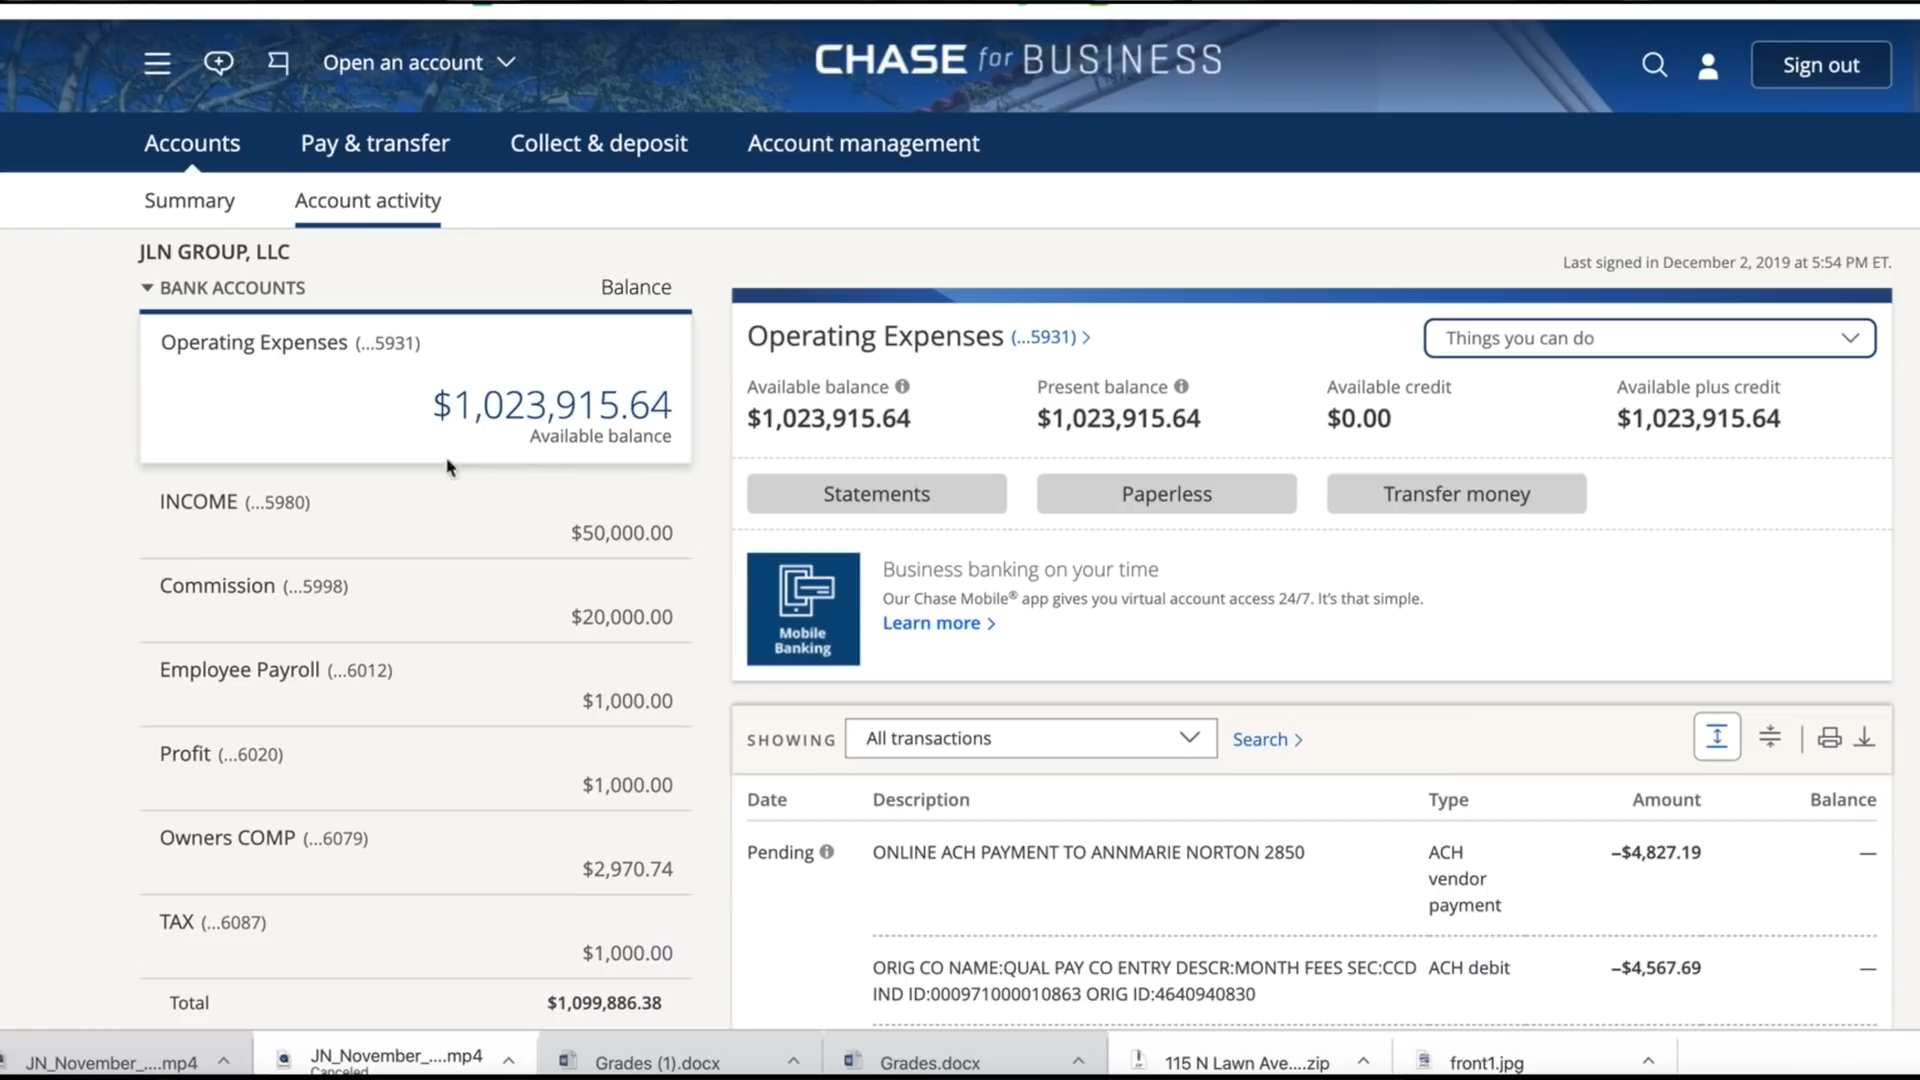 Open an account
CHASE for BUSINESS
Sign out
Accounts
Pay & transfer
Collect & deposit
Account management
Summary
Account activity
JLN GROUP, LLC
Last signed in December 2, 2019 at 5:54 PM ET.
BANK ACCOUNTS
Balance
Operating Expenses (...5931)
$1,023,915.64
Available balance
INCOME (...5980)
$50,000.00
Commission (...5998)
$20,000.00
Employee Payroll (...6012)
$1,000.00
Profit (...6020)
$1,000.00
Owners COMP (...6079)
$2,970.74
TAX (...6087)
$1,000.00
Total
$1,099,886.38
Operating Expenses (...5931)
Things you can do
Available balance
$1,023,915.64
Present balance
$1,023,915.64
Available credit
$0.00
Available plus credit
$1,023,915.64
Statements
Paperless
Transfer money
Mobile
Banking
Business banking on your time
Our Chase Mobile® app gives you virtual account access 24/7. It's that simple.
Learn more
SHOWING
All transactions
Search
Date
Description
Type
Amount
Balance
Pending
ONLINE ACH PAYMENT TO ANNMARIE NORTON 2850
ACH
vendor
payment
–$4,827.19
—
ORIG CO NAME:QUAL PAY CO ENTRY DESCR:MONTH FEES SEC:CCD
IND ID:000971000010863 ORIG ID:4640940830
ACH debit
–$4,567.69
—
JN_November_....mp4
JN_November_....mp4
Canceled
Grades (1).docx
Grades.docx
115 N Lawn Ave....zip
front1.jpg